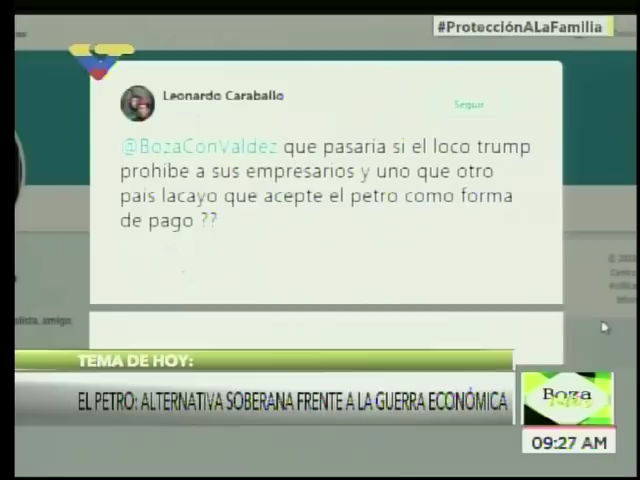 #ProtecciónALaFamilia
Leonardo Caraballo
Seguir
@BozaConValdez que pasaria si el loco trump
prohíbe a sus empresarios y uno que otro
país lacayo que acepte el petro como forma
de pago ??
TEMA DE HOY:
EL PETRO: ALTERNATIVA SOBERANA FRENTE A LA GUERRA ECONÓMICA
Boza
09:27 AM